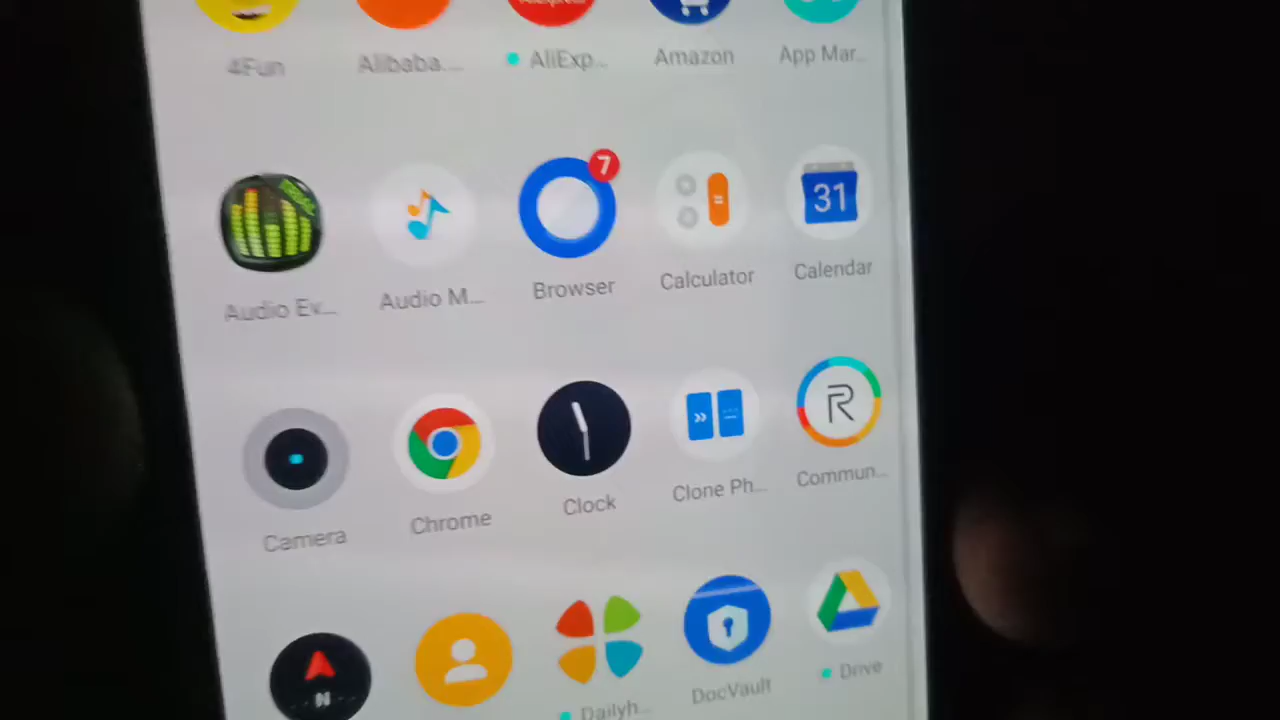 4Fun Alibaba.... AliExp... Amazon App Mar...
7
31
Audio Ev... Audio M... Browser Calculator Calendar
R
Camera Chrome Clock Clone Ph... Commun...
N
Dailyh... DocVault Drive